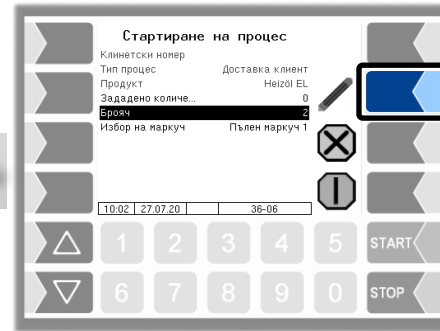 Стартиране на процес
Клинетски номер
Тип процес Доставка клиент
Продукт Heizöl EL
Зададено количе... 0
Брояч 2
Избор на маркуч Пълен маркуч 1
10:02 27.07.20 36-06
1 2 3 4 5 START
6 7 8 9 0 STOP